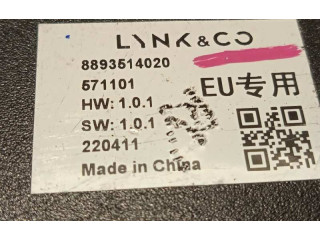 LYNK&CO
8893514020
571101
EU专用
HW: 1.0.1
SW: 1.0.1
220411
Made in China